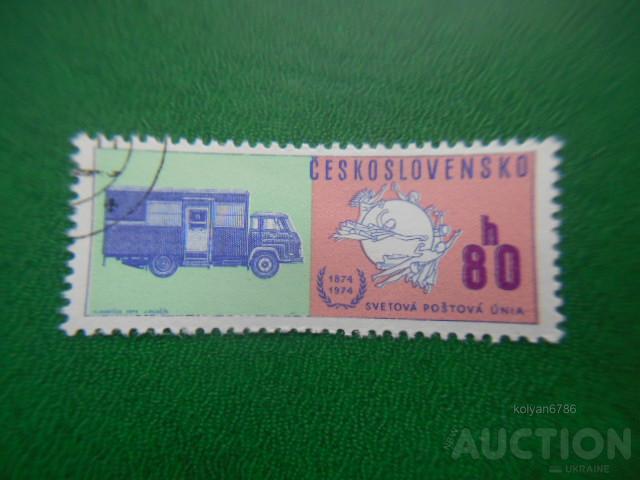 ČESKOSLOVENSKO
h
80
1874
1974
SVETOVÁ POŠTOVÁ ÚNIA
kolyan6786
AUCTION
UKRAINE